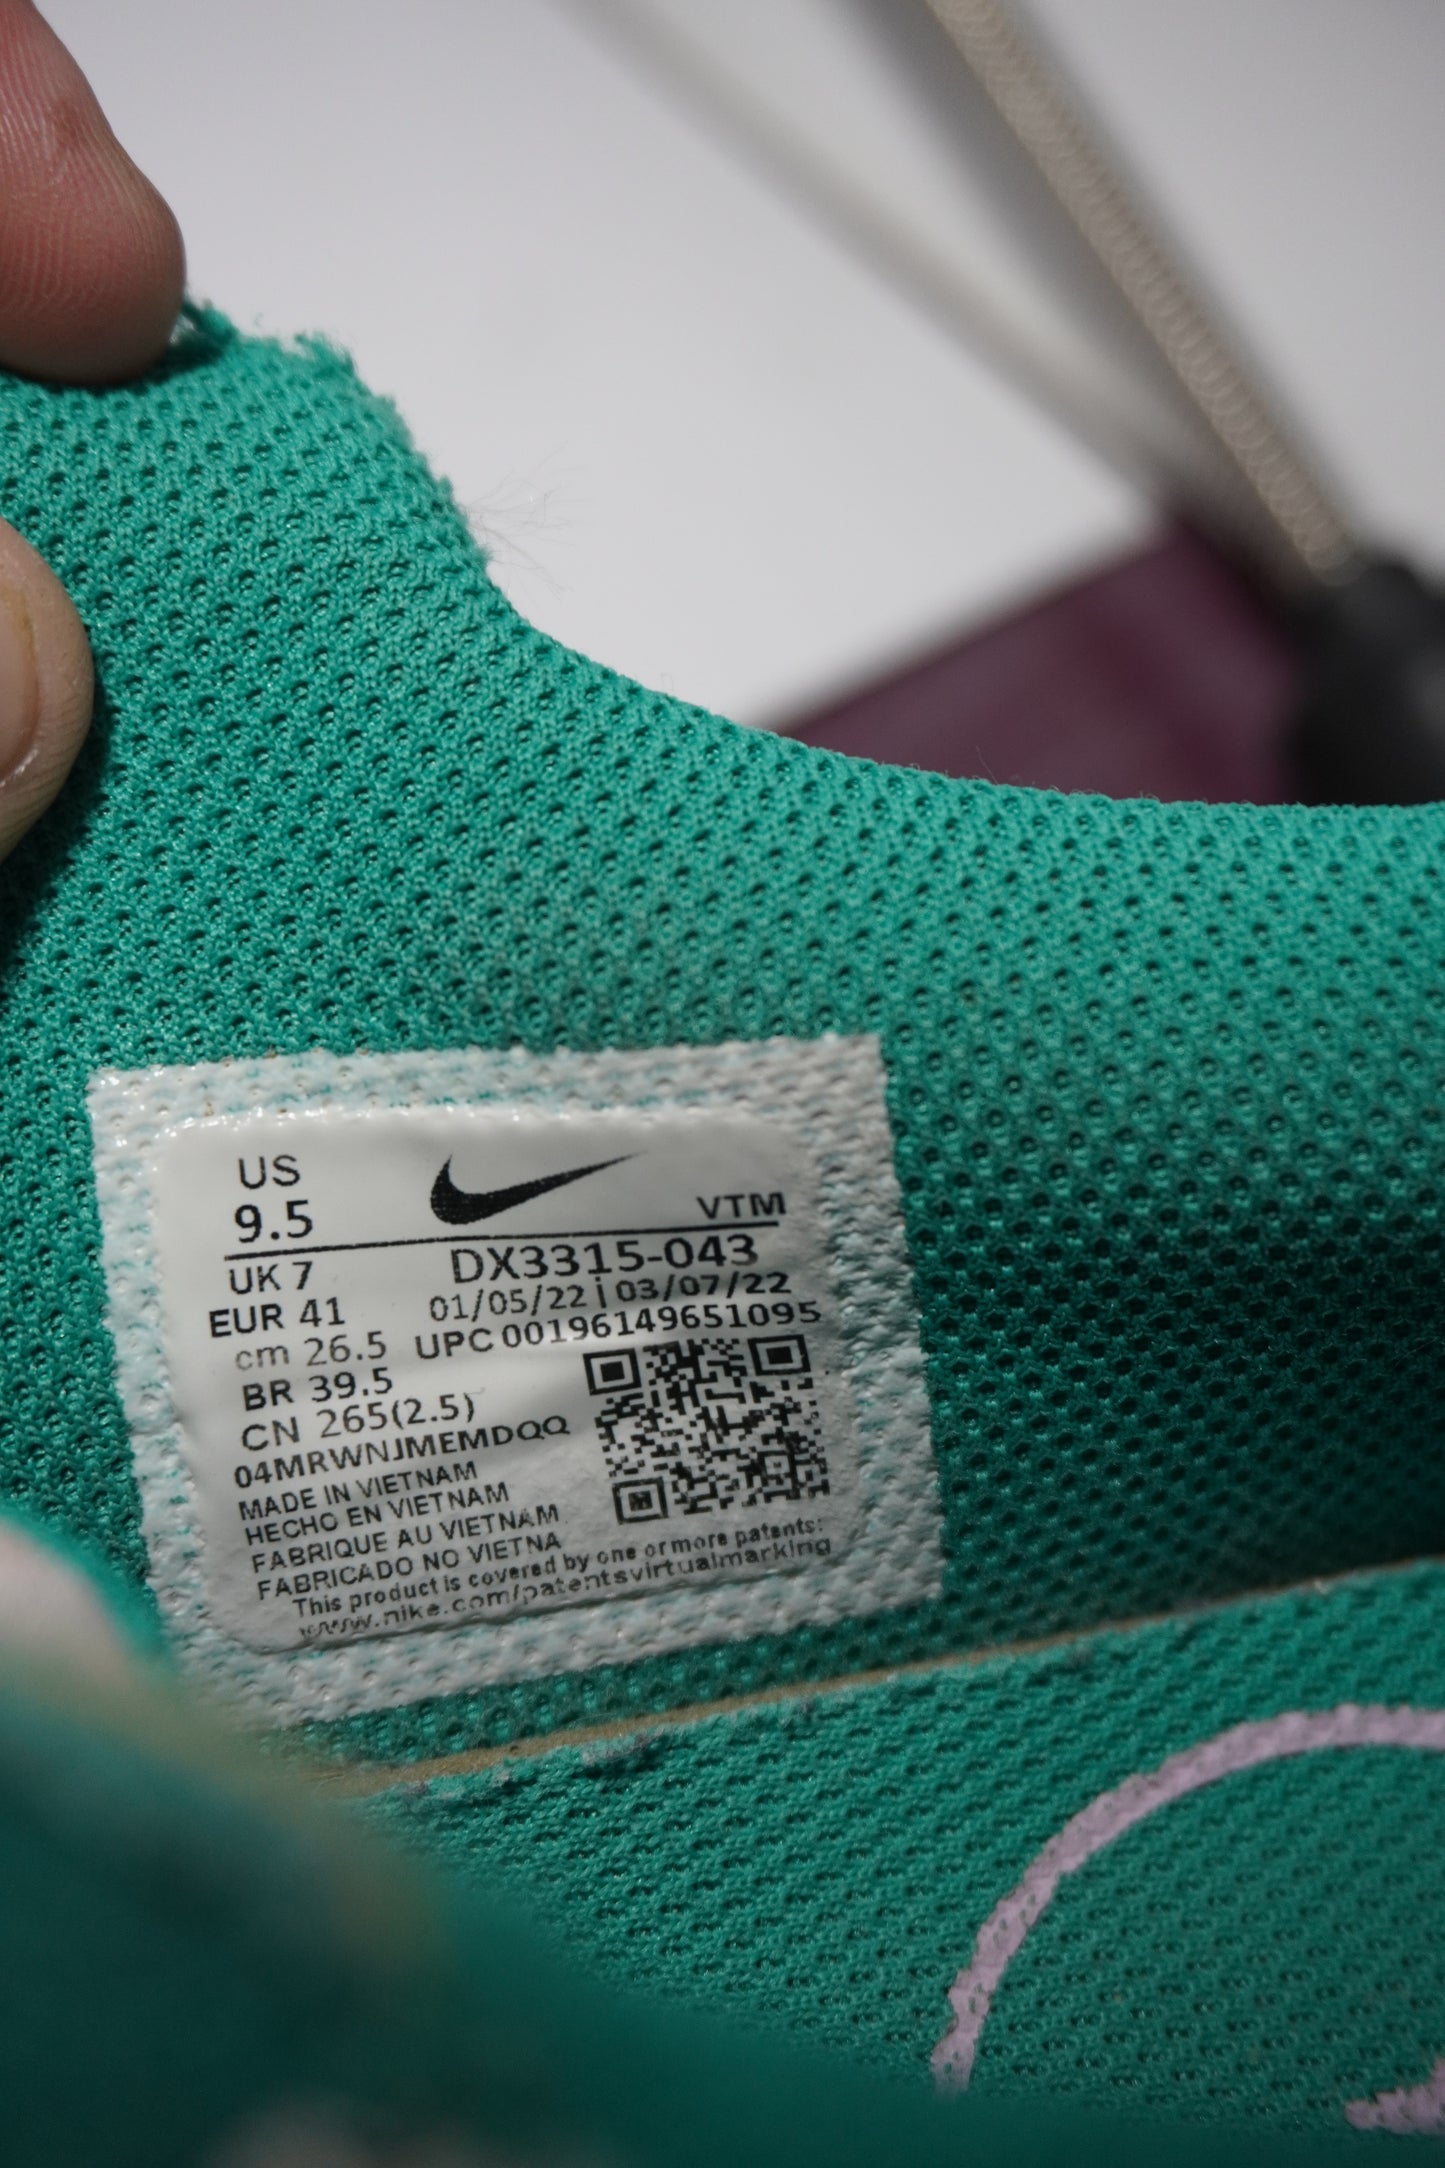 US
9.5
VTM
UK 7
DX3315-043
EUR 41
01/05/22 | 03/07/22
cm 26.5
UPC 00196149651095
BR 39.5
CN 265(2.5)
04MRWNJMEMDQQ
MADE IN VIETNAM
HECHO EN VIETNAM
FABRIQUE AU VIETNAM
FABRICADO NO VIETNA
This product is covered by one or more patents:
www.nike.com/patentsvirtualmarking